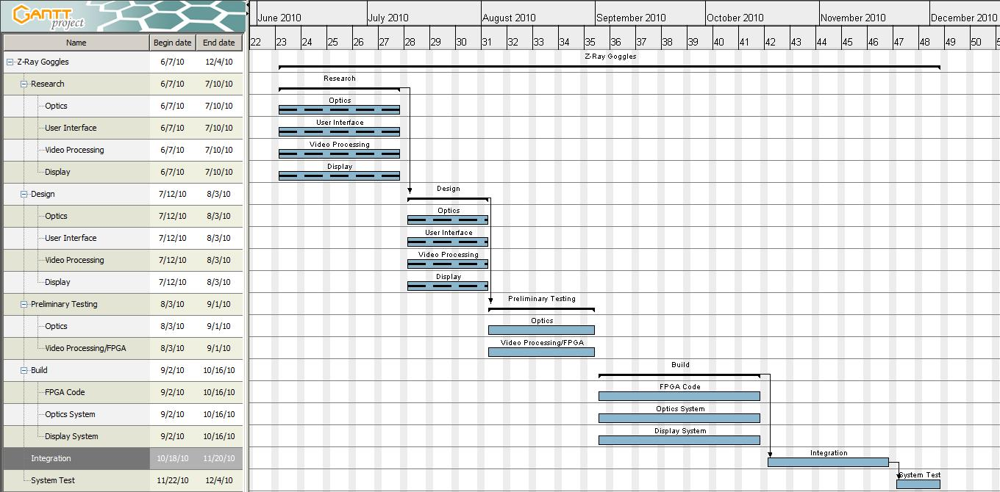 GANTT
project
June 2010 July 2010 August 2010 September 2010 October 2010 November 2010 December 2010
Name Begin date End date 22 23 24 25 26 27 28 29 30 31 32 33 34 35 36 37 38 39 40 41 42 43 44 45 46 47 48 49 50
Z-Ray Goggles 6/7/10 12/4/10 Z-Ray Goggles
Research 6/7/10 7/10/10 Research
Optics 6/7/10 7/10/10 Optics
User Interface 6/7/10 7/10/10 User Interface
Video Processing 6/7/10 7/10/10 Video Processing
Display 6/7/10 7/10/10 Display
Design 7/12/10 8/3/10 Design
Optics 7/12/10 8/3/10 Optics
User Interface 7/12/10 8/3/10 User Interface
Video Processing 7/12/10 8/3/10 Video Processing
Display 7/12/10 8/3/10 Display
Preliminary Testing 8/3/10 9/1/10 Preliminary Testing
Optics 8/3/10 9/1/10 Optics
Video Processing/FPGA 8/3/10 9/1/10 Video Processing/FPGA
Build 9/2/10 10/16/10 Build
FPGA Code 9/2/10 10/16/10 FPGA Code
Optics System 9/2/10 10/16/10 Optics System
Display System 9/2/10 10/16/10 Display System
Integration 10/18/10 11/20/10 Integration
System Test 11/22/10 12/4/10 System Test